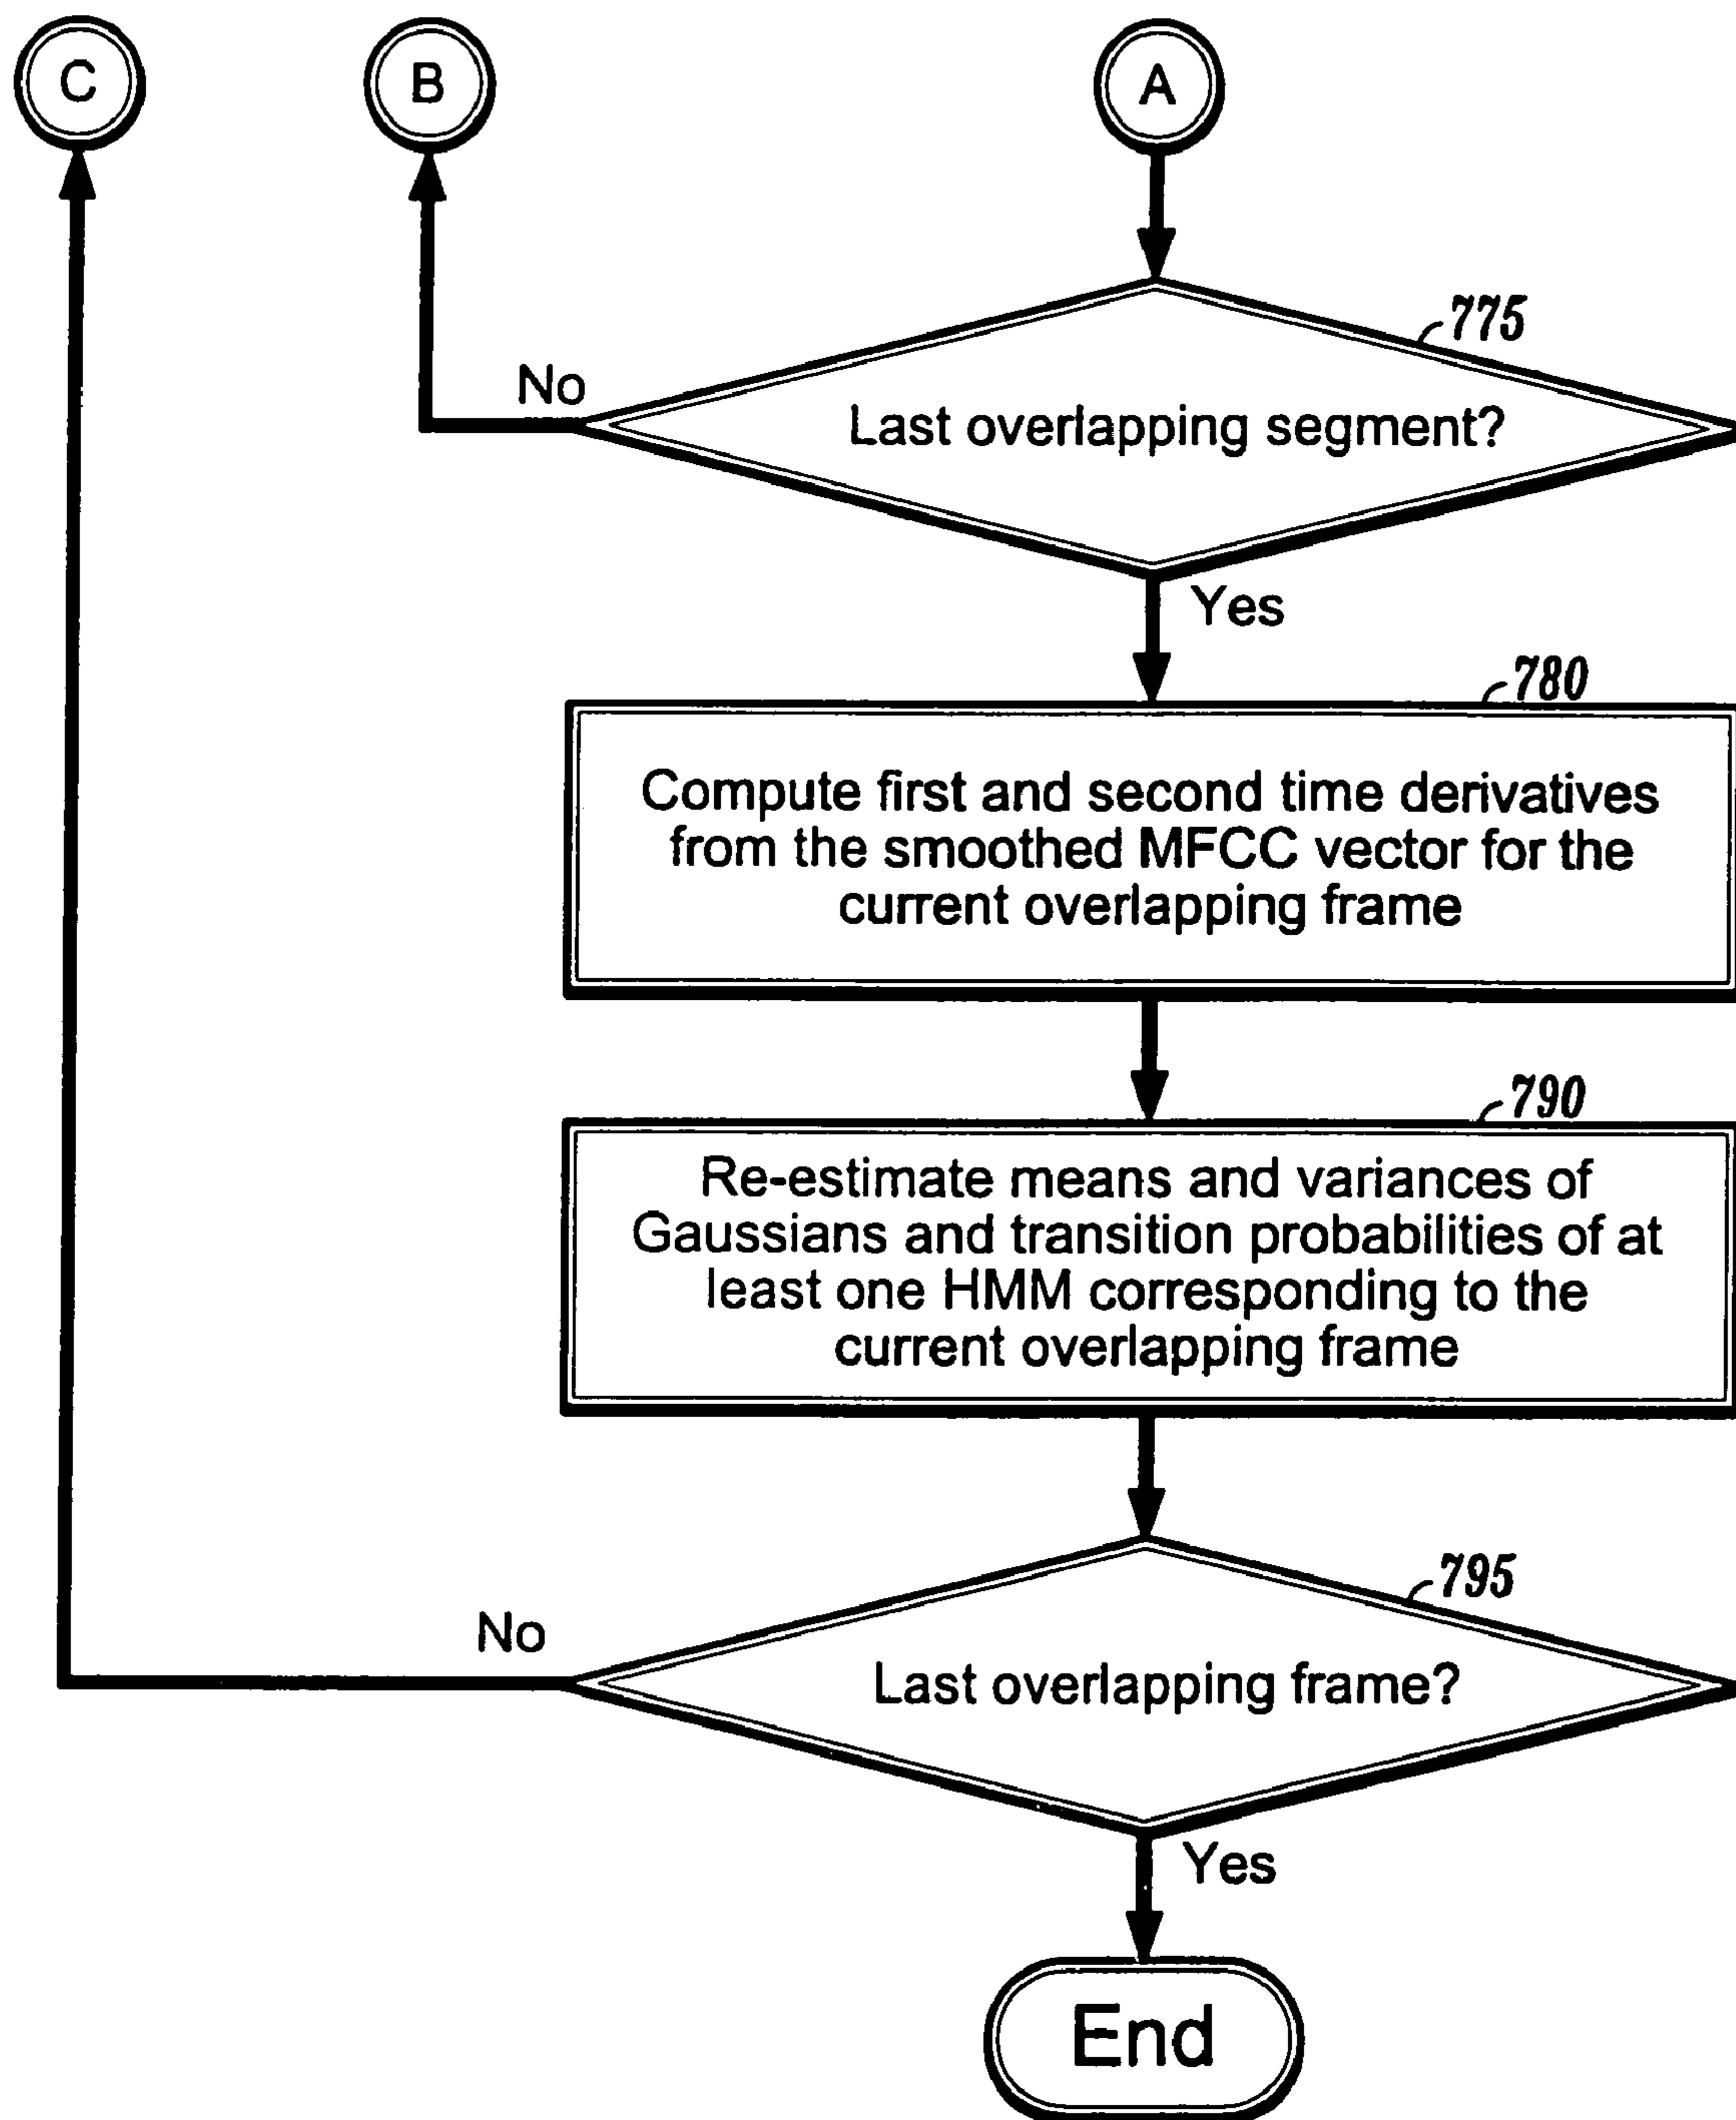 C
B
A
775
No
Last overlapping segment?
Yes
780
Compute first and second time derivatives
from the smoothed MFCC vector for the
current overlapping frame
790
Re-estimate means and variances of
Gaussians and transition probabilities of at
least one HMM corresponding to the
current overlapping frame
795
No
Last overlapping frame?
Yes
End